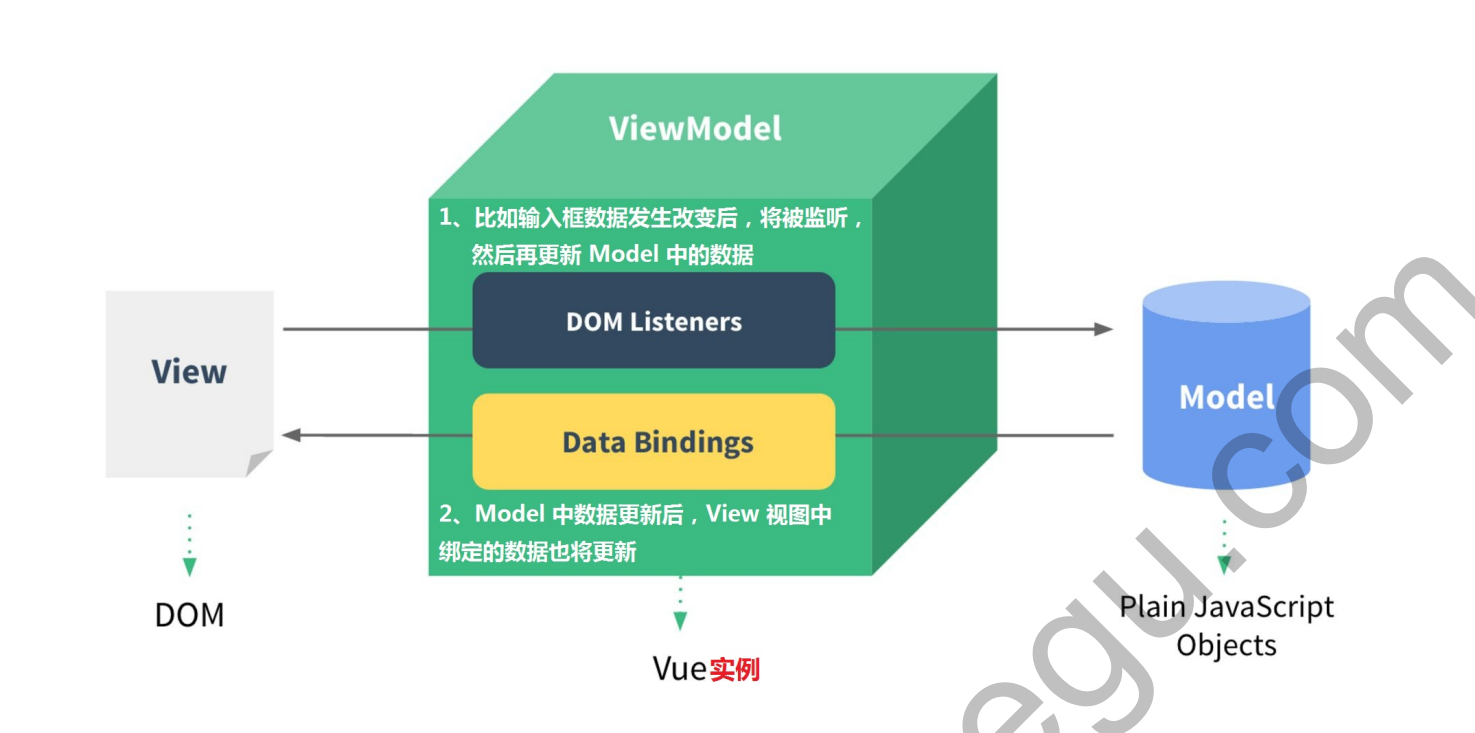 ViewModel
1、比如输入框数据发生改变后，将被监听，
然后再更新 Model 中的数据
DOM Listeners
View
Model
Data Bindings
2、Model 中数据更新后，View 视图中
绑定的数据也将更新
DOM
Plain JavaScript
Objects
Vue实例
egu.com